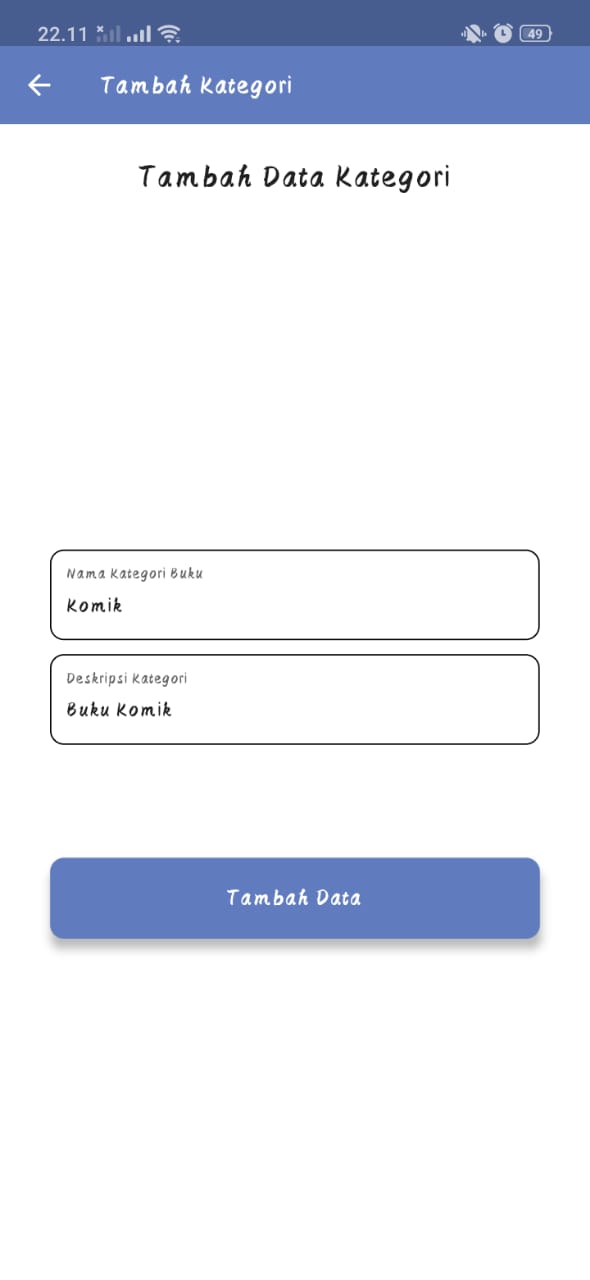 22.11
49
Tambah Kategori
Tambah Data Kategori
Nama Kategori Buku
Komik
Deskripsi Kategori
Buku Komik
Tambah Data